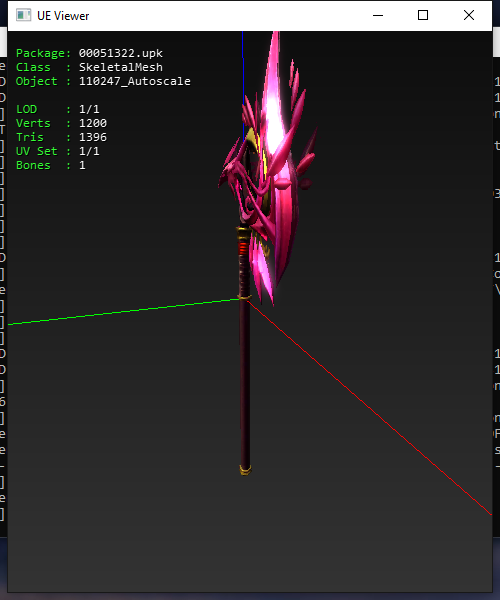 UE Viewer
Package: 00051322.upk
Class : SkeletalMesh
Object : 110247_Autoscale
LOD : 1/1
Verts : 1200
Tris : 1396
UV Set : 1/1
Bones : 1